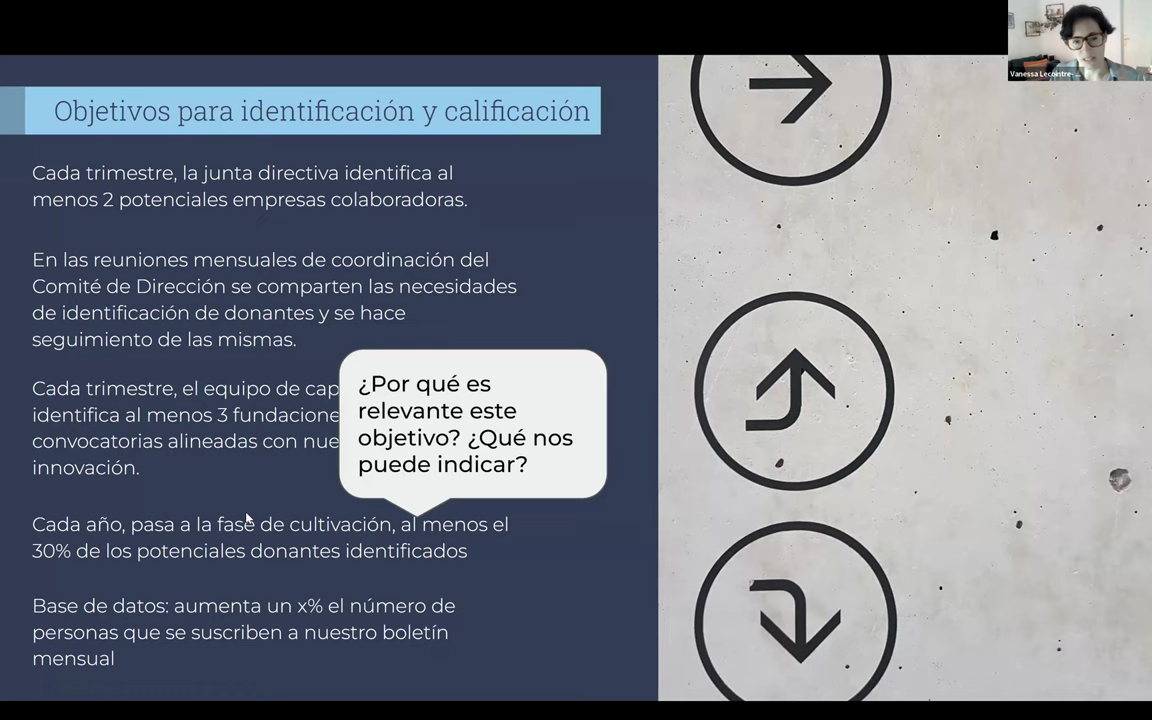 Vanessa Lecointre-...
Objetivos para identificación y calificación
Cada trimestre, la junta directiva identifica al
menos 2 potenciales empresas colaboradoras.
En las reuniones mensuales de coordinación del
Comité de Dirección se comparten las necesidades
de identificación de donantes y se hace
seguimiento de las mismas.
Cada trimestre, el equipo de cap
identifica al menos 3 fundacione
convocatorias alineadas con nue
innovación.
¿Por qué es
relevante este
objetivo? ¿Qué nos
puede indicar?
Cada año, pasa a la fase de cultivación, al menos el
30% de los potenciales donantes identificados
Base de datos: aumenta un x% el número de
personas que se suscriben a nuestro boletín
mensual